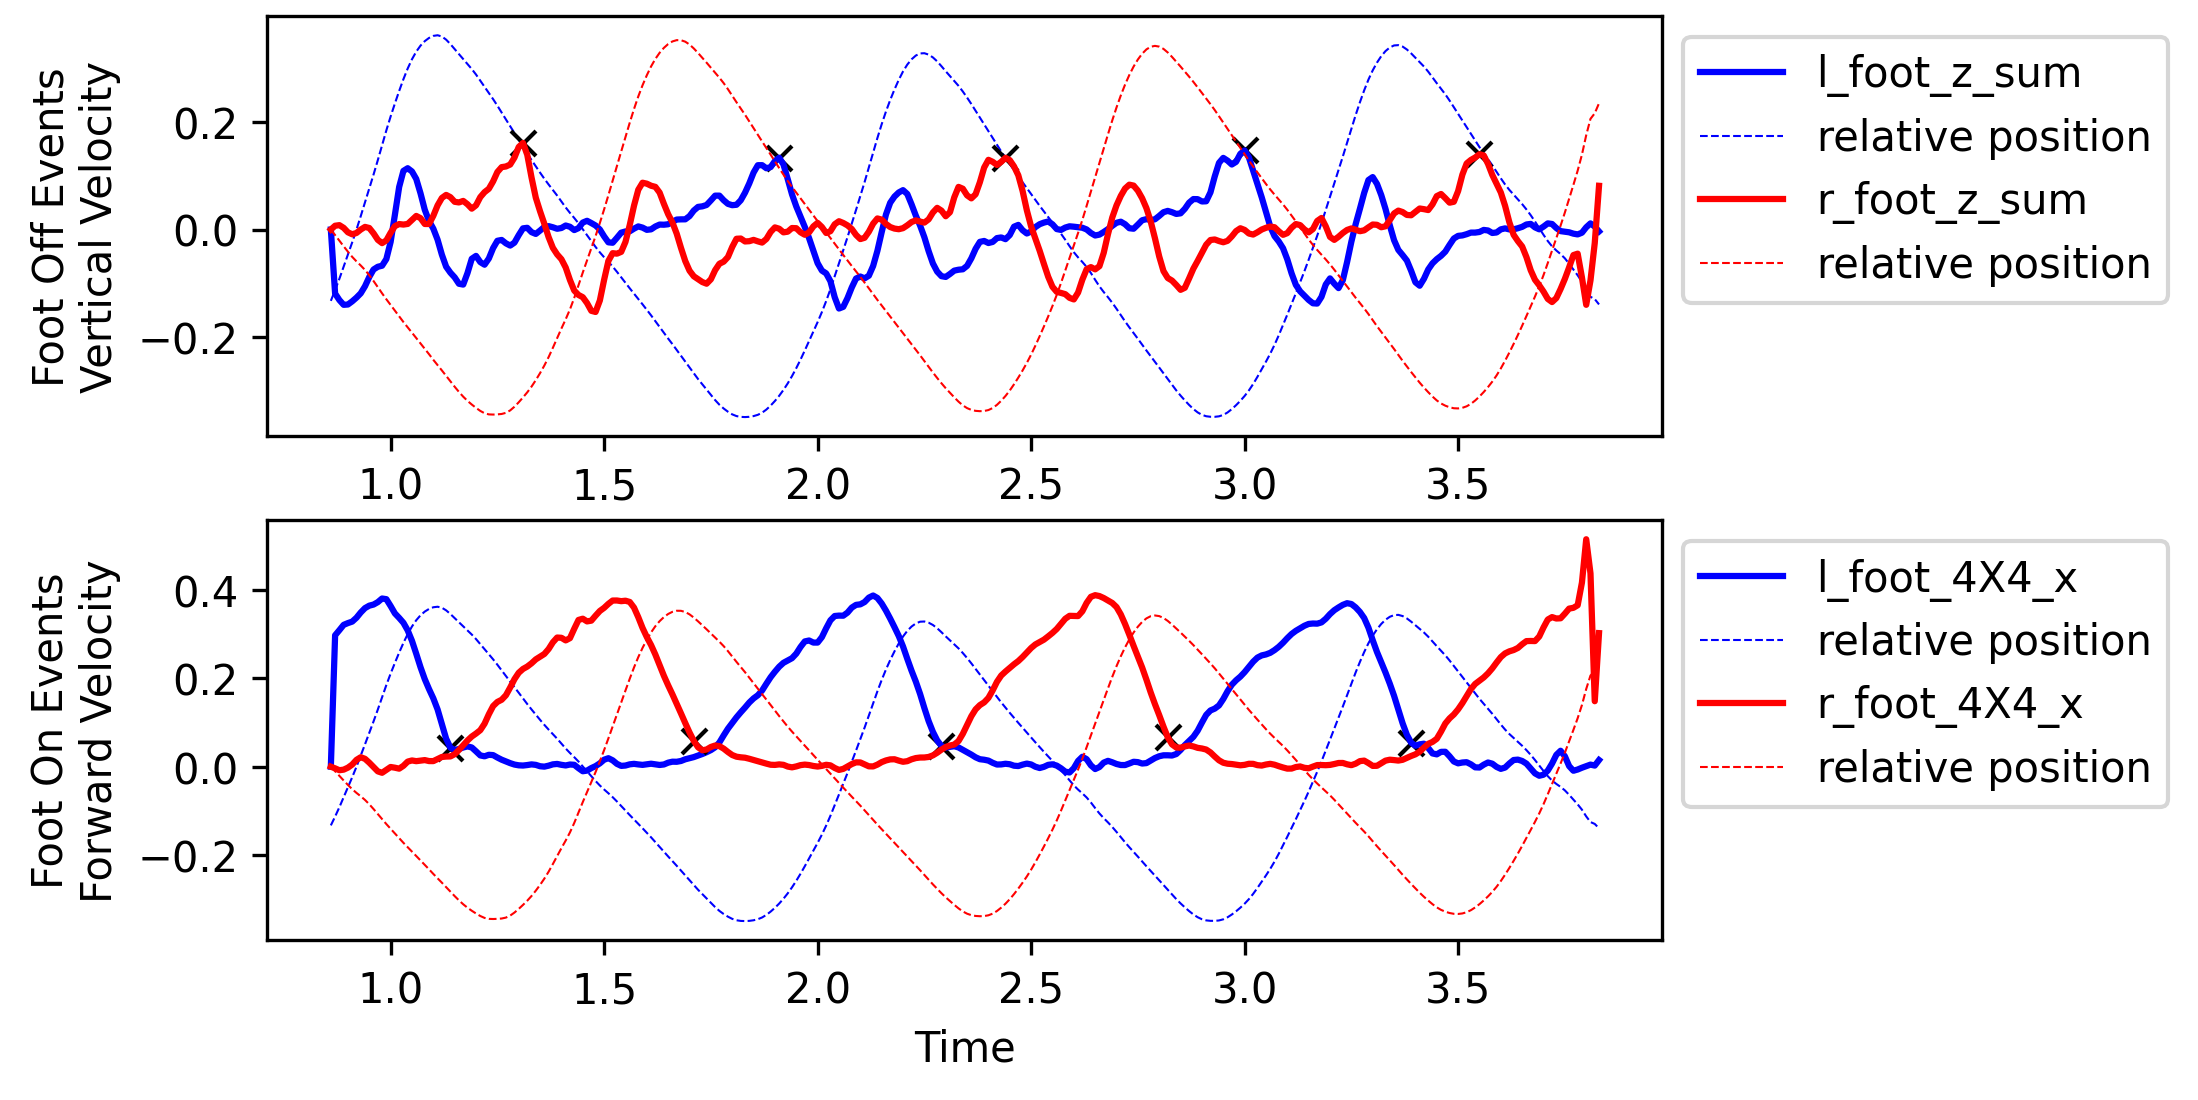 Foot Off Events
Vertical Velocity
0.2
0.0
−0.2
1.0 1.5 2.0 2.5 3.0 3.5
l_foot_z_sum
relative position
r_foot_z_sum
relative position
Foot On Events
Forward Velocity
0.4
0.2
0.0
−0.2
1.0 1.5 2.0 2.5 3.0 3.5
Time
l_foot_4X4_x
relative position
r_foot_4X4_x
relative position